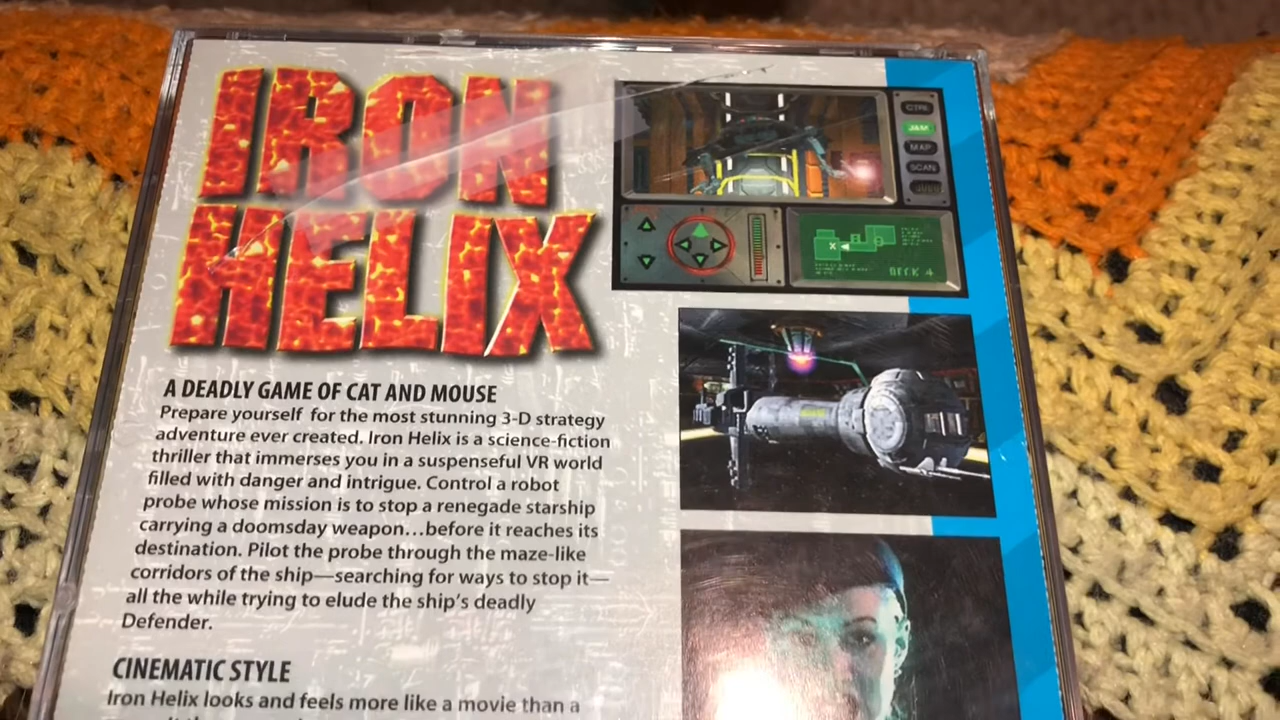 IRON
HELIX
CTRL
JAM
MAP
SCAN
DECK 4
A DEADLY GAME OF CAT AND MOUSE
Prepare yourself for the most stunning 3-D strategy
adventure ever created. Iron Helix is a science-fiction
thriller that immerses you in a suspenseful VR world
filled with danger and intrigue. Control a robot
probe whose mission is to stop a renegade starship
carrying a doomsday weapon...before it reaches its
destination. Pilot the probe through the maze-like
corridors of the ship—searching for ways to stop it—
all the while trying to elude the ship's deadly
Defender.
CINEMATIC STYLE
Iron Helix looks and feels more like a movie than a